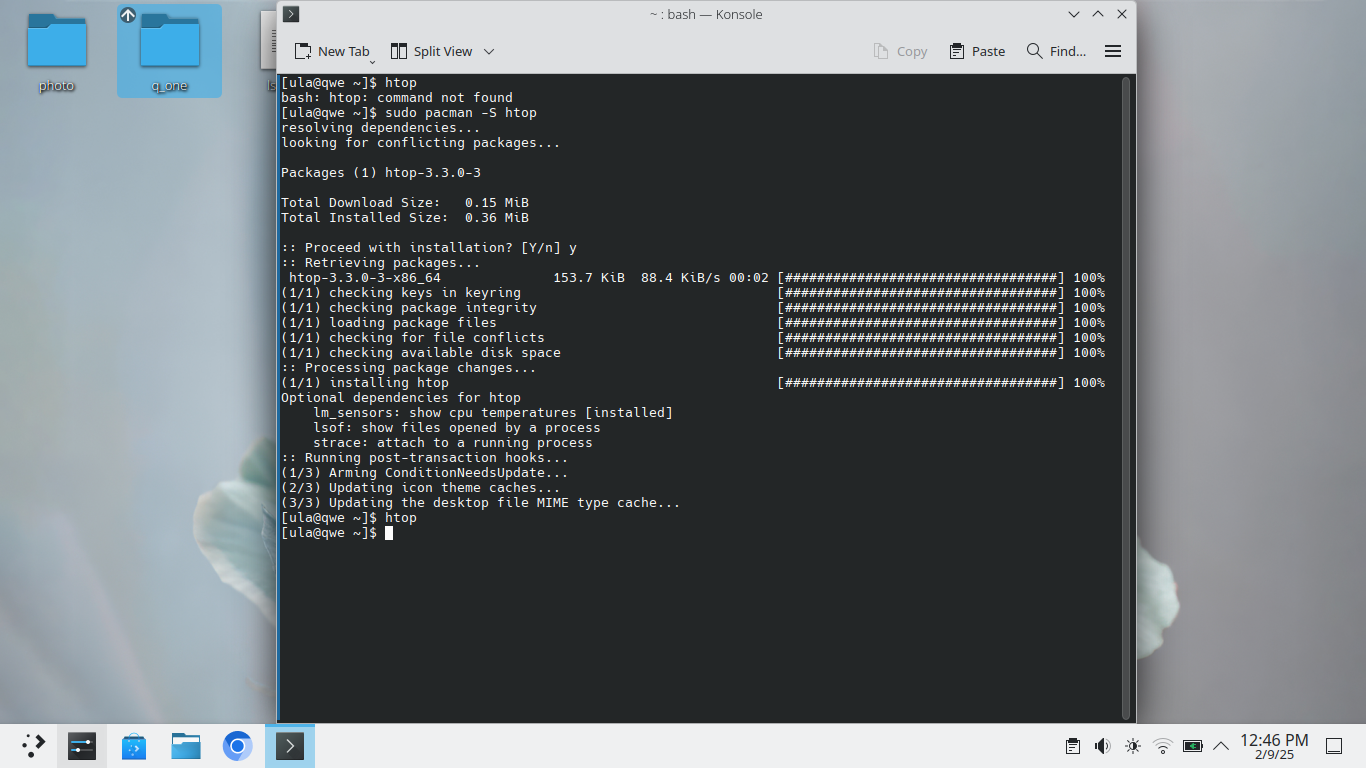 photo
q_one
~ : bash — Konsole
New Tab
Split View
Copy
Paste
Find...
[ula@qwe ~]$ htop
bash: htop: command not found
[ula@qwe ~]$ sudo pacman -S htop
resolving dependencies...
looking for conflicting packages...
Packages (1) htop-3.3.0-3
Total Download Size:   0.15 MiB
Total Installed Size:  0.36 MiB
:: Proceed with installation? [Y/n] y
:: Retrieving packages...
 htop-3.3.0-3-x86_64              153.7 KiB  88.4 KiB/s 00:02 [##################################] 100%
(1/1) checking keys in keyring                                [##################################] 100%
(1/1) checking package integrity                              [##################################] 100%
(1/1) loading package files                                   [##################################] 100%
(1/1) checking for file conflicts                             [##################################] 100%
(1/1) checking available disk space                           [##################################] 100%
:: Processing package changes...
(1/1) installing htop                                         [##################################] 100%
Optional dependencies for htop
    lm_sensors: show cpu temperatures [installed]
    lsof: show files opened by a process
    strace: attach to a running process
:: Running post-transaction hooks...
(1/3) Arming ConditionNeedsUpdate...
(2/3) Updating icon theme caches...
(3/3) Updating the desktop file MIME type cache...
[ula@qwe ~]$ htop
[ula@qwe ~]$
12:46 PM
2/9/25